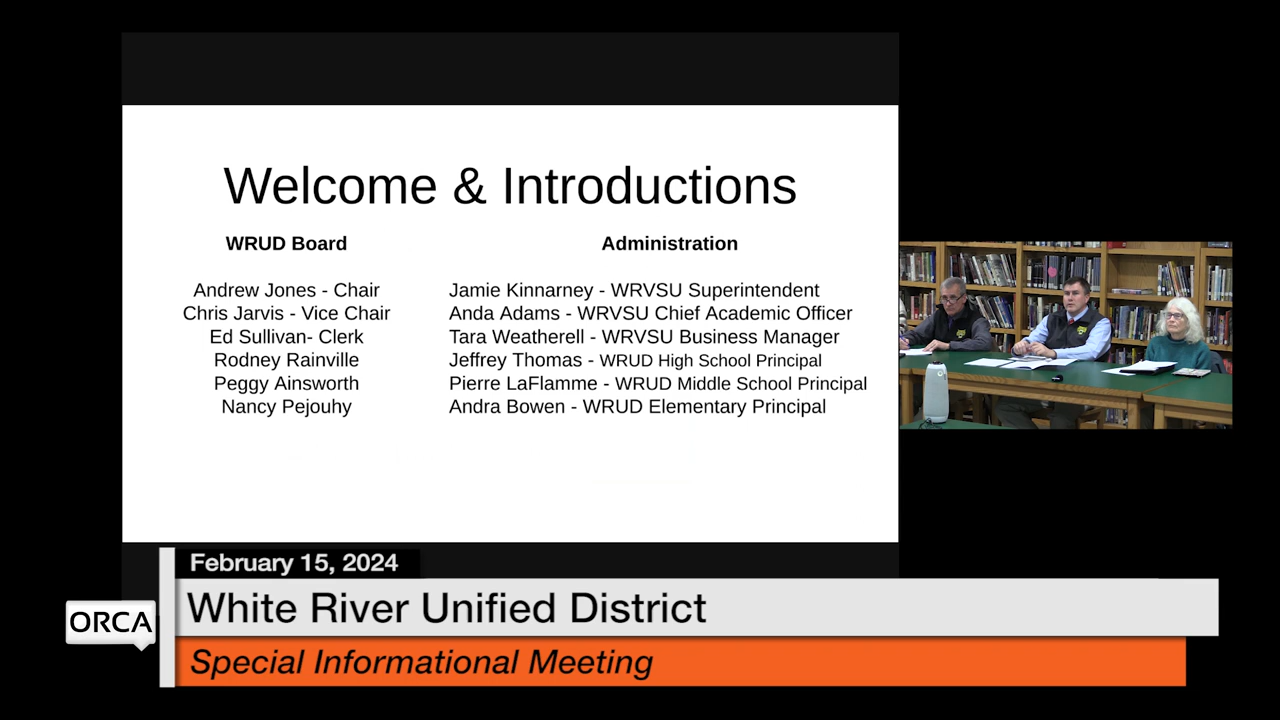 Welcome & Introductions
WRUD Board
Andrew Jones - Chair
Chris Jarvis - Vice Chair
Ed Sullivan- Clerk
Rodney Rainville
Peggy Ainsworth
Nancy Pejouhy
Administration
Jamie Kinnarney - WRVSU Superintendent
Anda Adams - WRVSU Chief Academic Officer
Tara Weatherell - WRVSU Business Manager
Jeffrey Thomas - WRUD High School Principal
Pierre LaFlamme - WRUD Middle School Principal
Andra Bowen - WRUD Elementary Principal
February 15, 2024
ORCA
White River Unified District
Special Informational Meeting